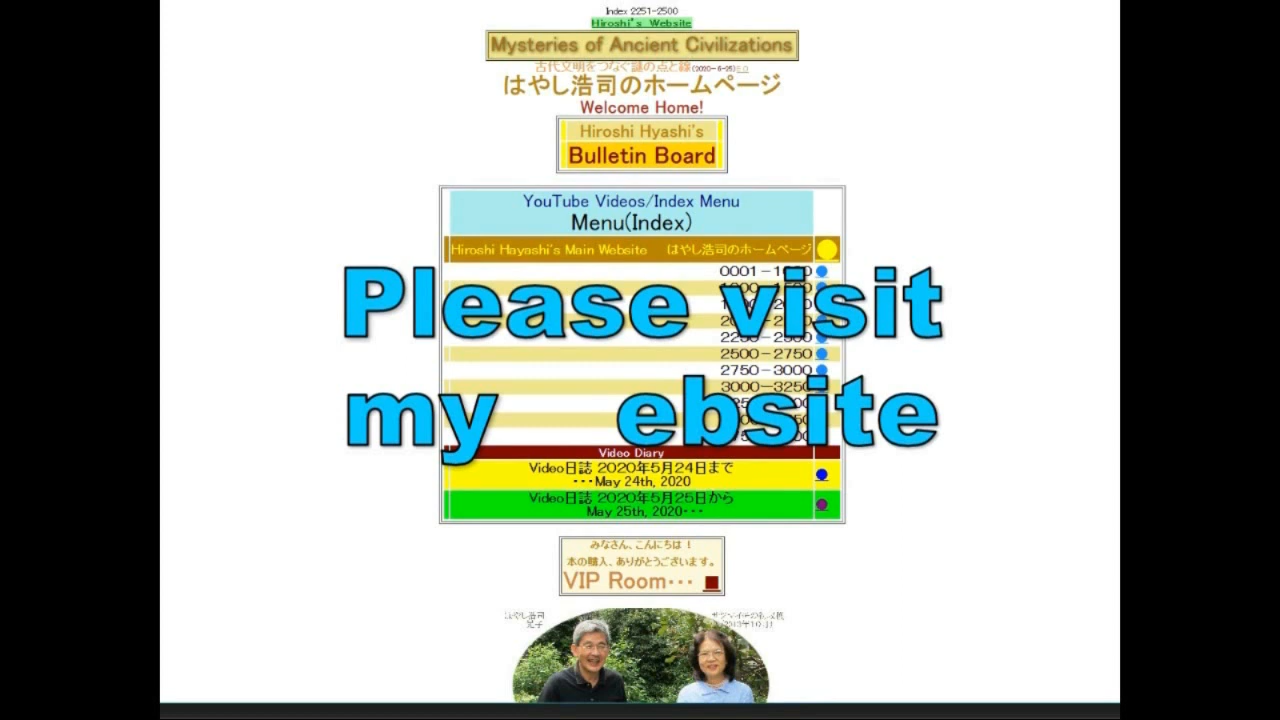 Index 2251-2500
Hiroshi's Website
Mysteries of Ancient Civilizations
古代文明をつなぐ謎の点と線(2020-6-25)
はやし浩司のホームページ
Welcome Home!
Hiroshi Hyashi's
Bulletin Board
YouTube Videos/Index Menu
Menu(Index)
Hiroshi Hayashi's Main Website はやし浩司のホームページ
Please visit
2500-2750
2750-3000
3000-3250
my ebsite
Video Diary
Video日誌 2020年5月24日まで
・・・May 24th, 2020
Video日誌 2020年5月25日から
May 25th, 2020・・・
みなさん、こんにちは!
本の購入、ありがとうございます。
VIP Room・・・
はやし浩司